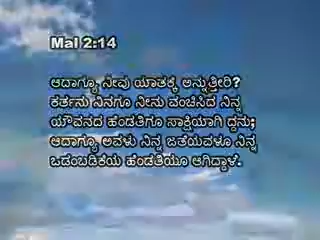 Mal 2:14
ಆದಾಗ್ಯೂ ನೀವು ಯಾತಕ್ಕೆ ಅನ್ನುತ್ತೀರಿ?
ಕರ್ತನು ನಿನಗೂ ನೀನು ವಂಚಿಸಿದ ನಿನ್ನ
ಯೌವನದ ಹೆಂಡತಿಗೂ ಸಾಕ್ಷಿಯಾಗಿ ದ್ದನು;
ಆದಾಗ್ಯೂ ಅವಳು ನಿನ್ನ ಜತೆಯವಳೂ ನಿನ್ನ
ಒಡಂಬಡಿಕೆಯ ಹೆಂಡತಿಯೂ ಆಗಿದ್ದಾಳೆ.